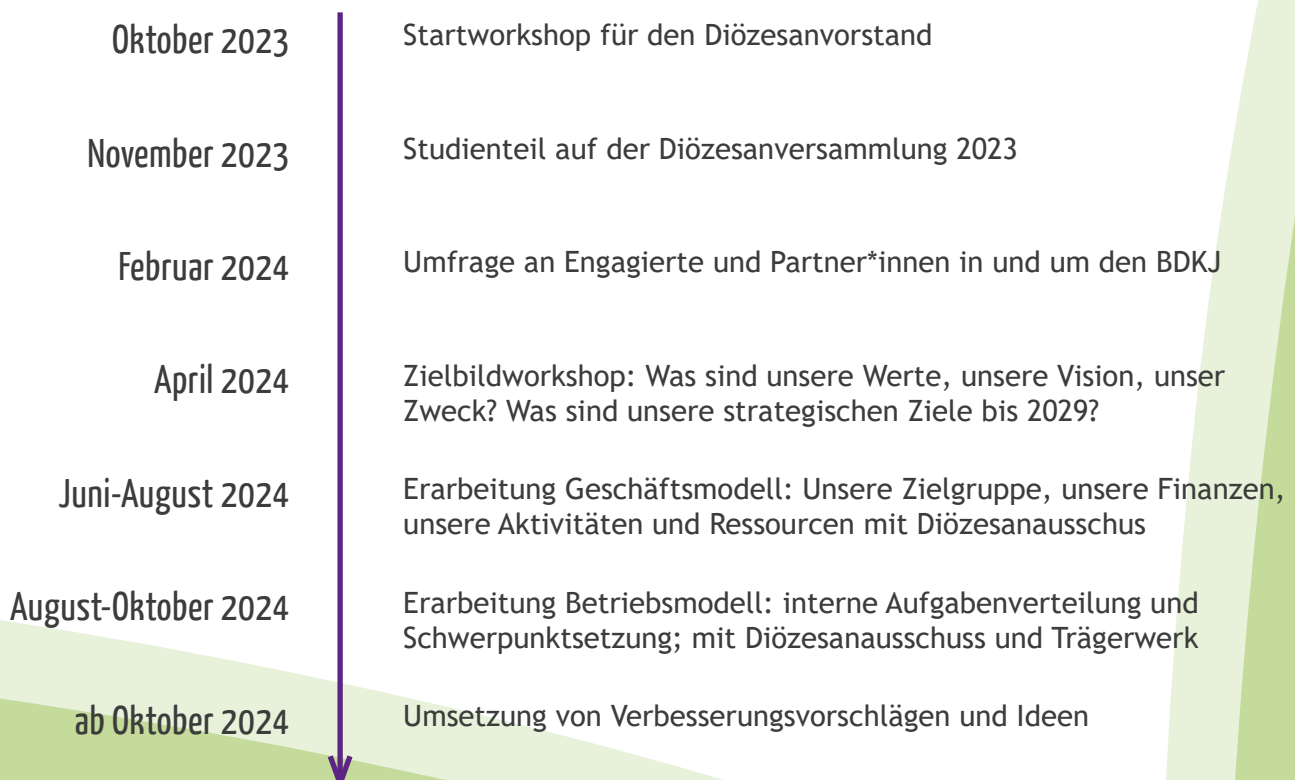 Oktober 2023
Startworkshop für den Diözesanvorstand
November 2023
Studienteil auf der Diözesanversammlung 2023
Februar 2024
Umfrage an Engagierte und Partner*innen in und um den BDKJ
April 2024
Zielbildworkshop: Was sind unsere Werte, unsere Vision, unser
Zweck? Was sind unsere strategischen Ziele bis 2029?
Juni-August 2024
Erarbeitung Geschäftsmodell: Unsere Zielgruppe, unsere Finanzen,
unsere Aktivitäten und Ressourcen mit Diözesanausschus
August-Oktober 2024
Erarbeitung Betriebsmodell: interne Aufgabenverteilung und
Schwerpunktsetzung; mit Diözesanausschuss und Trägerwerk
ab Oktober 2024
Umsetzung von Verbesserungsvorschlägen und Ideen